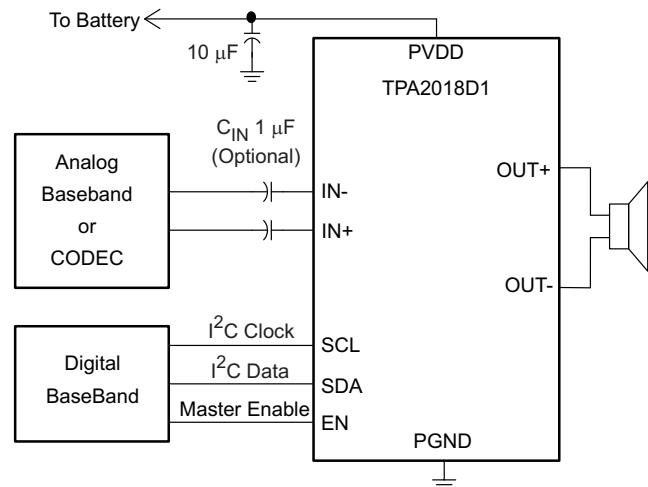 To Battery
10 μF
PVDD
TPA2018D1
C_IN 1 μF
(Optional)
Analog
Baseband
or
CODEC
IN-
IN+
OUT+
OUT-
Digital
BaseBand
I²C Clock
I²C Data
Master Enable
SCL
SDA
EN
PGND